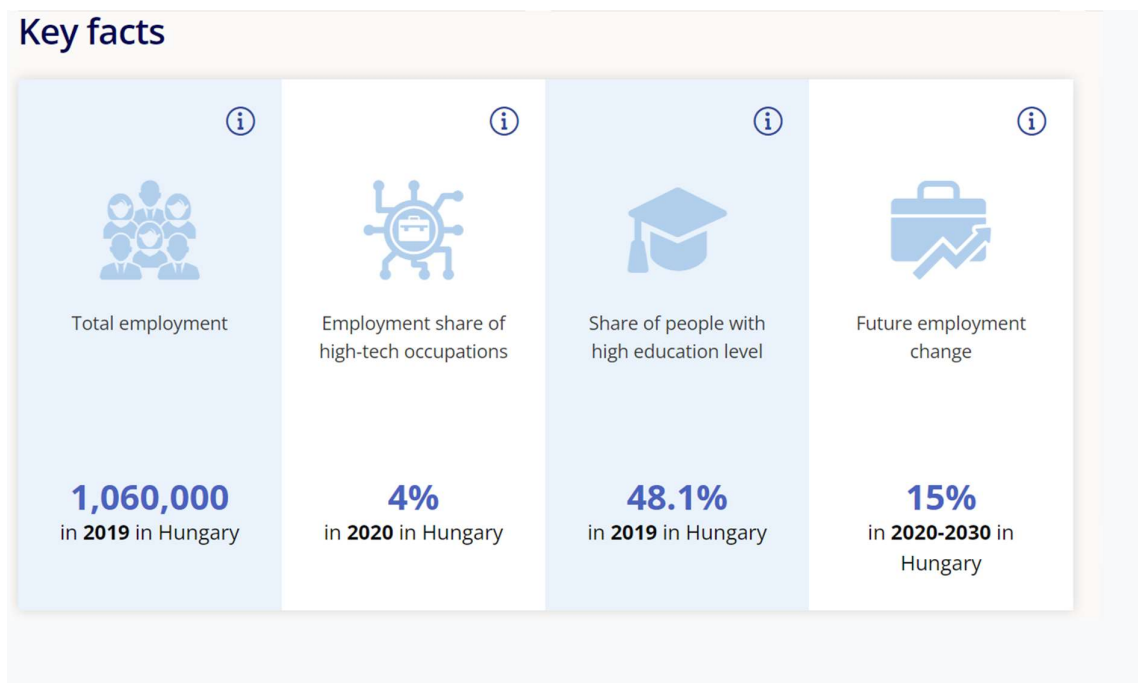 Key facts
Total employment
1,060,000
in 2019 in Hungary
Employment share of
high-tech occupations
4%
in 2020 in Hungary
Share of people with
high education level
48.1%
in 2019 in Hungary
Future employment
change
15%
in 2020-2030 in
Hungary